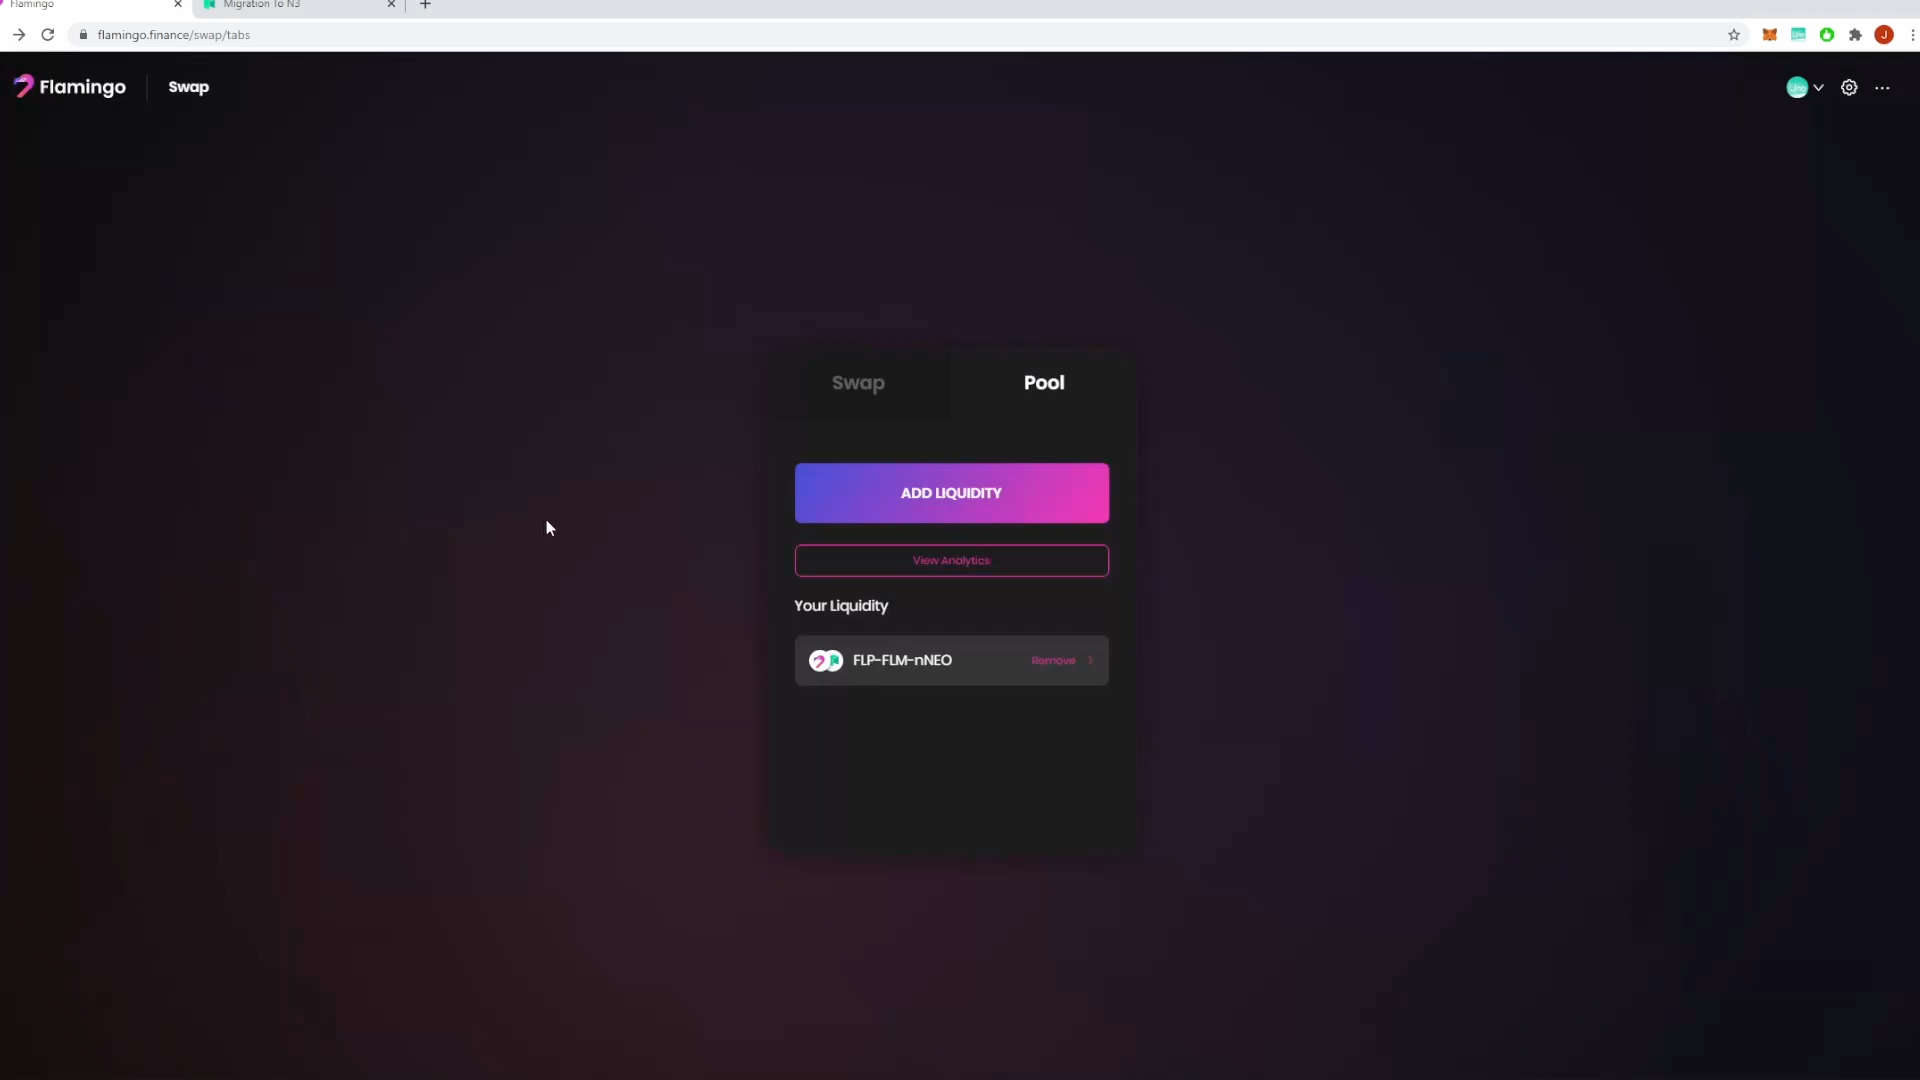 Flamingo
Migration To N3
flamingo.finance/swap/tabs
J
Flamingo
Swap
Swap
Pool
ADD LIQUIDITY
View Analytics
Your Liquidity
FLP-FLM-nNEO
Remove